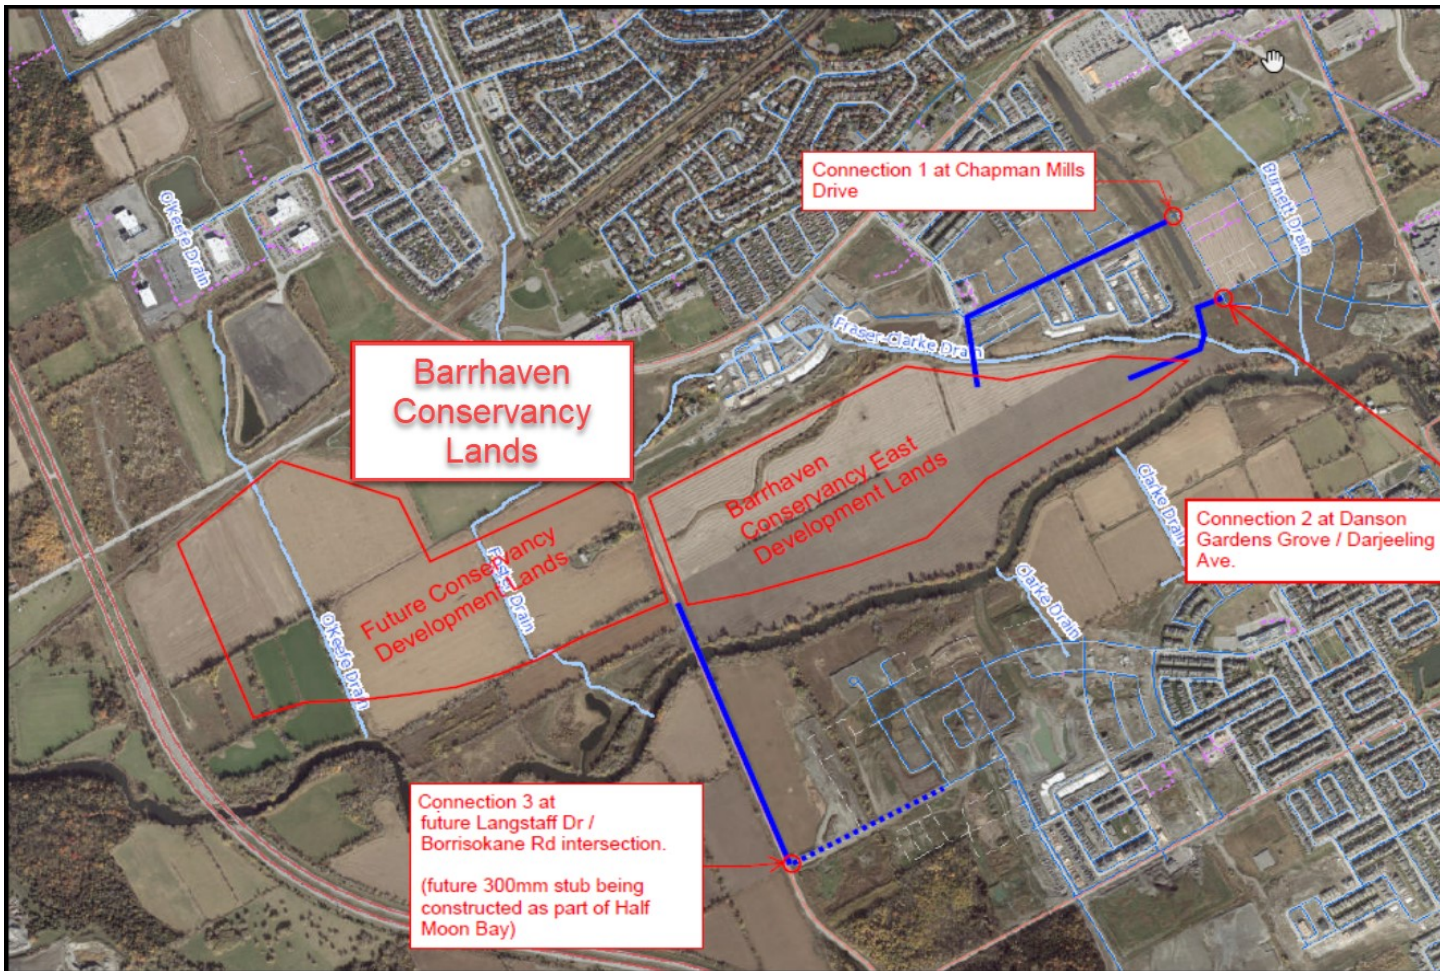 Connection 1 at Chapman Mills
Drive
O'Keefe Drain
Burnett Drain
Fraser-Clarke Drain
Barrhaven
Conservancy
Lands
Barrhaven
Conservancy East
Development Lands
Clarke Drain
Connection 2 at Danson
Gardens Grove / Darjeeling
Ave.
Future Conservancy
Development Lands
Drain
Clarke Drain
O'Keefe Drain
Connection 3 at
future Langstaff Dr /
Borrisokane Rd intersection.
(future 300mm stub being
constructed as part of Half
Moon Bay)